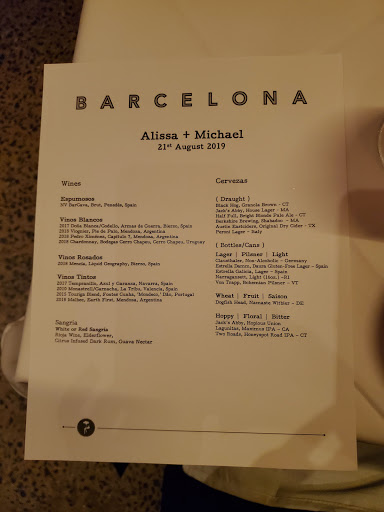 BARCELONA
Alissa + Michael
21st August 2019
Wines
Espumosos
NV BarCava, Brut, Penedès, Spain
Vinos Blancos
2017 Doña Blanca/Godello, Armas de Guerra, Bierzo, Spain
2018 Viognier, Pie de Palo, Mendoza, Argentina
2018 Pedro Ximénez, Capítulo 7, Mendoza, Argentina
2018 Chardonnay, Bodegas Cerro Chapeu, Cerro Chapeu, Uruguay
Vinos Rosados
2018 Mencía, Liquid Geography, Bierzo, Spain
Vinos Tintos
2017 Tempranillo, Azul y Garanza, Navarra, Spain
2010 Monastrell/Garnacha, La Tribu, Valencia, Spain
2015 Touriga Blend, Foxtec Cunha, 'Mondeco,' Dão, Portugal
2018 Malbec, Earth First, Mendoza, Argentina
Sangria
White or Red Sangria
Rioja Wine, Elderflower,
Citrus Infused Dark Rum, Guava Nectar
Cervezas
( Draught )
Black Hog, Granola Brown - CT
Jack's Abby, House Lager - MA
Half Full, Bright Blonde Pale Ale - CT
Berkshire Brewing, Shabadoo - MA
Austin Eastciders, Original Dry Cider - TX
Peroni Lager - Italy
( Bottles/Cans )
Lager | Pilsner | Light
Clausthaler, Non-Alcoholic - Germany
Estrella Damm, Daura Gluten-Free Lager - Spain
Estrella Galicia, Lager - Spain
Narragansett, Light (16oz.) -RI
Von Trapp, Bohemian Pilsner - VT
Wheat | Fruit | Saison
Dogfish Head, Namaste Witbier - DE
Hoppy | Floral | Bitter
Jack's Abby, Hopious Union
Lagunitas, Maximus IPA - CA
Two Roads, Honeyspot Road IPA - CT